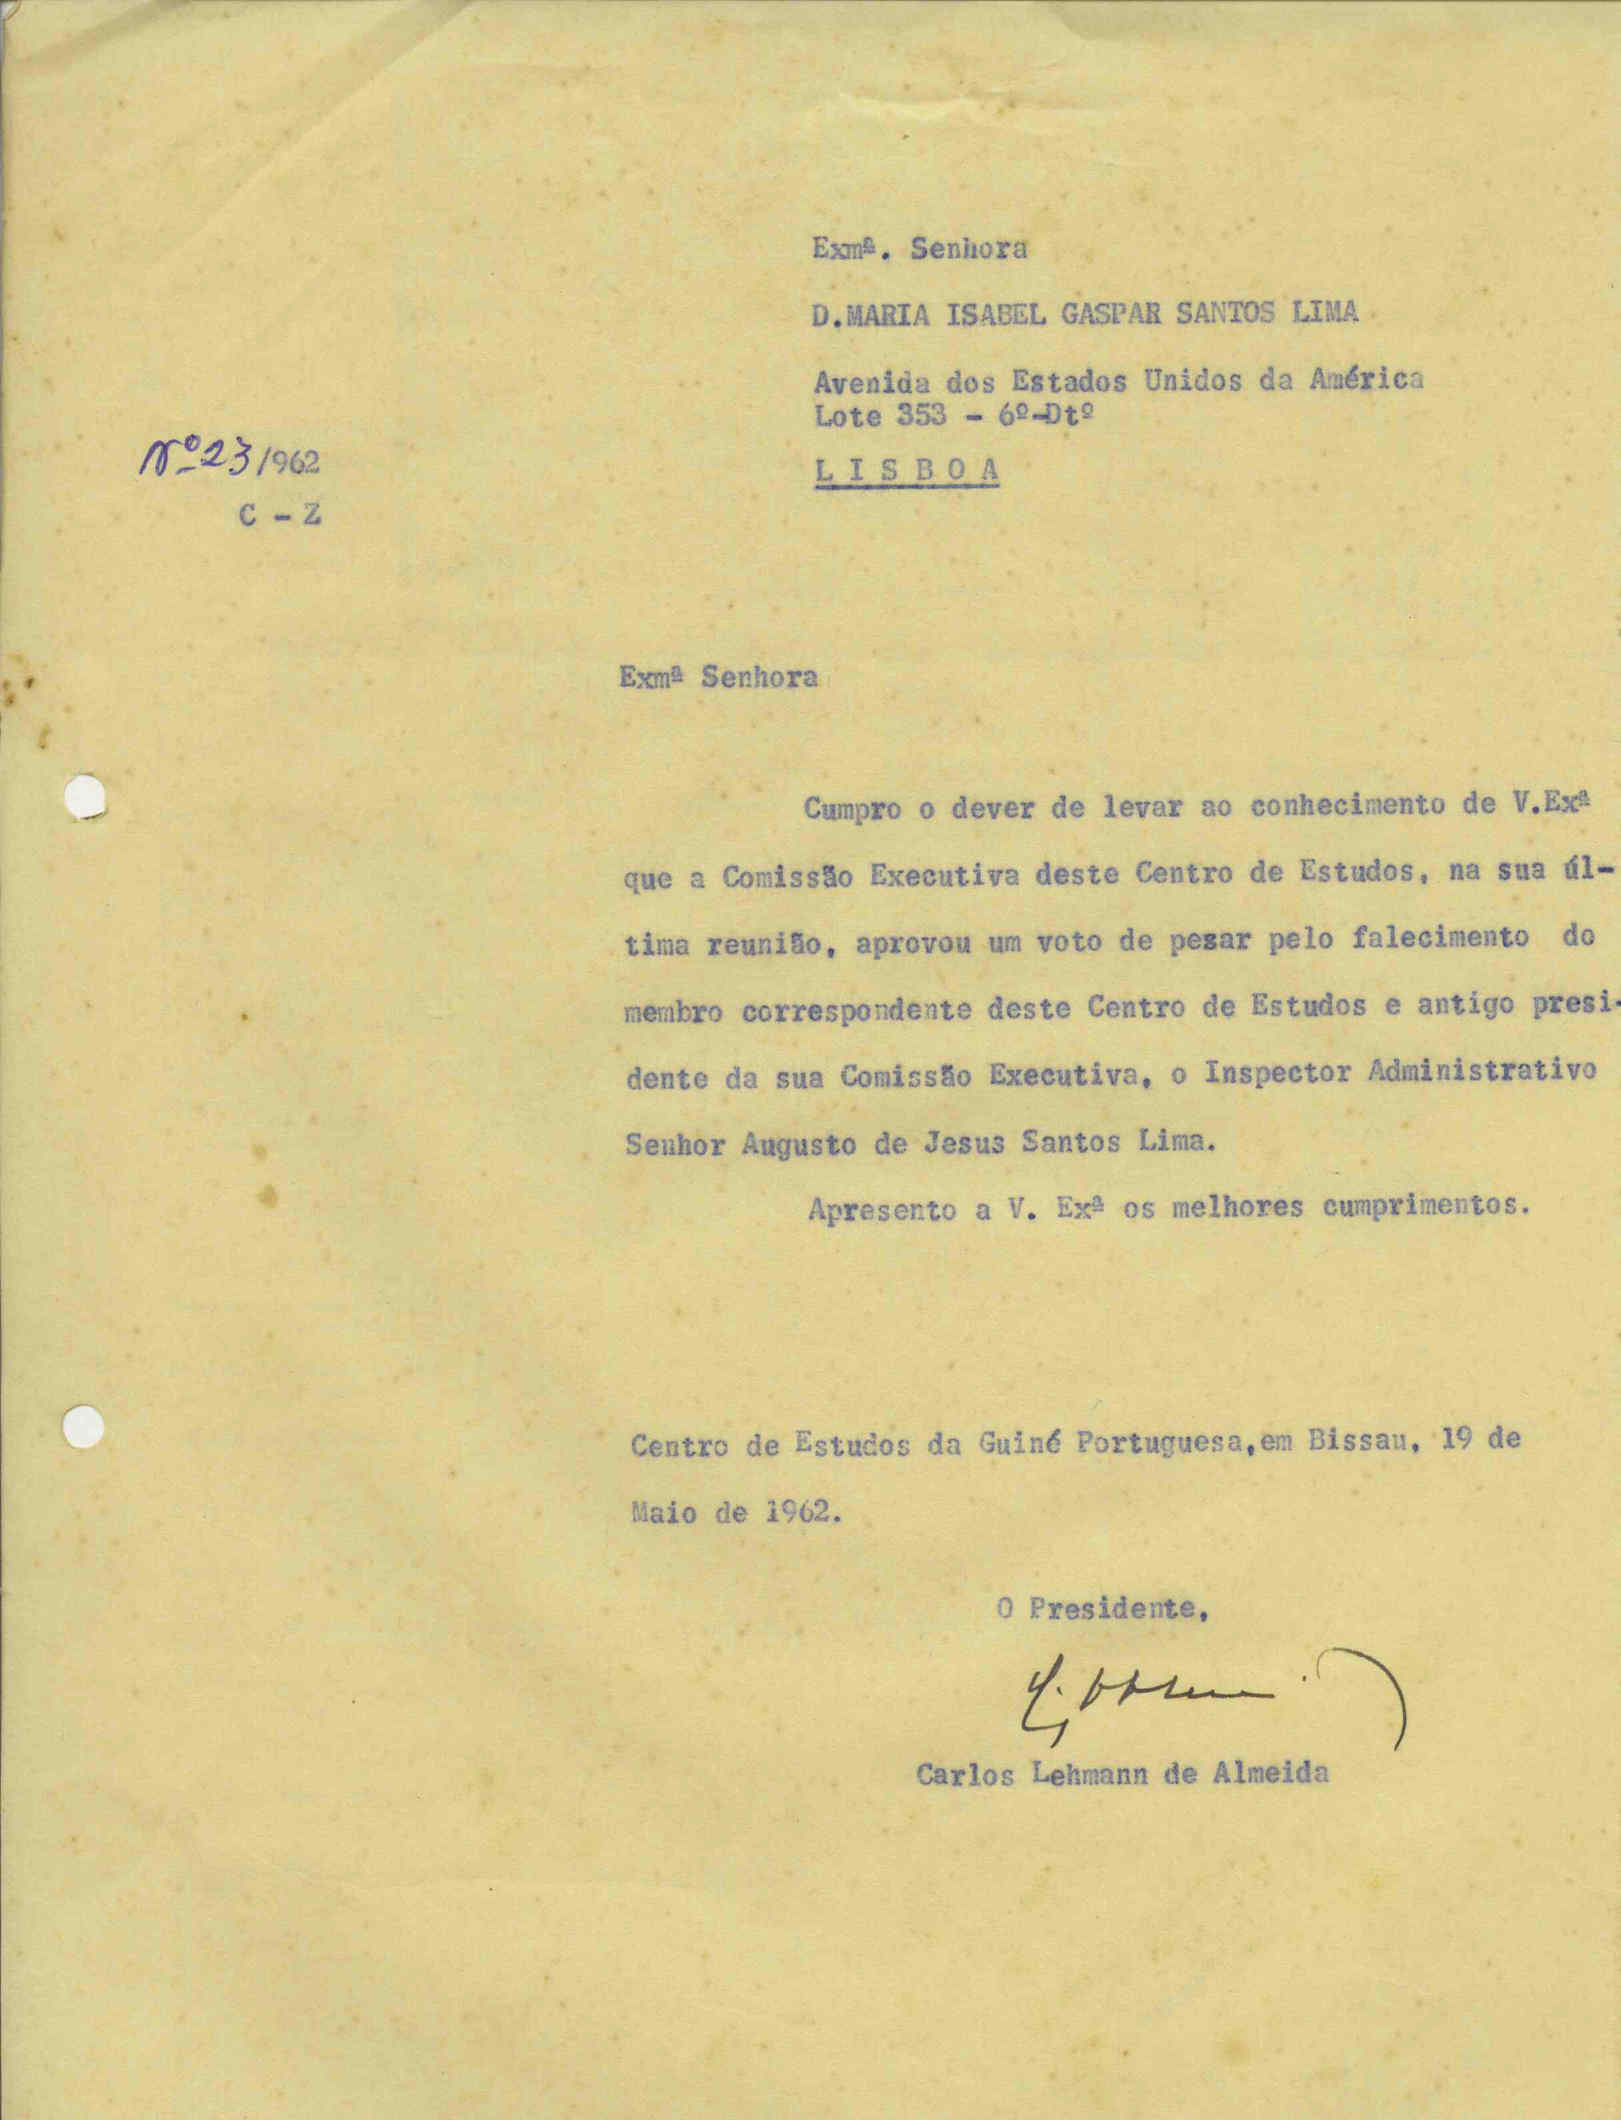 Exmª. Senhora
D.MARIA ISABEL GASPAR SANTOS LIMA
Avenida dos Estados Unidos da América
Lote 353 - 6º-Dtº
L I S B O A
Nº 23/962
C - Z
Exmª Senhora
Cumpro o dever de levar ao conhecimento de V.Exª
que a Comissão Executiva deste Centro de Estudos, na sua úl-
tima reunião, aprovou um voto de pesar pelo falecimento do
membro correspondente deste Centro de Estudos e antigo presi-
dente da sua Comissão Executiva, o Inspector Administrativo
Senhor Augusto de Jesus Santos Lima.
Apresento a V. Exª os melhores cumprimentos.
Centro de Estudos da Guiné Portuguesa,em Bissau, 19 de
Maio de 1962.
O Presidente,
Carlos Lehmann de Almeida